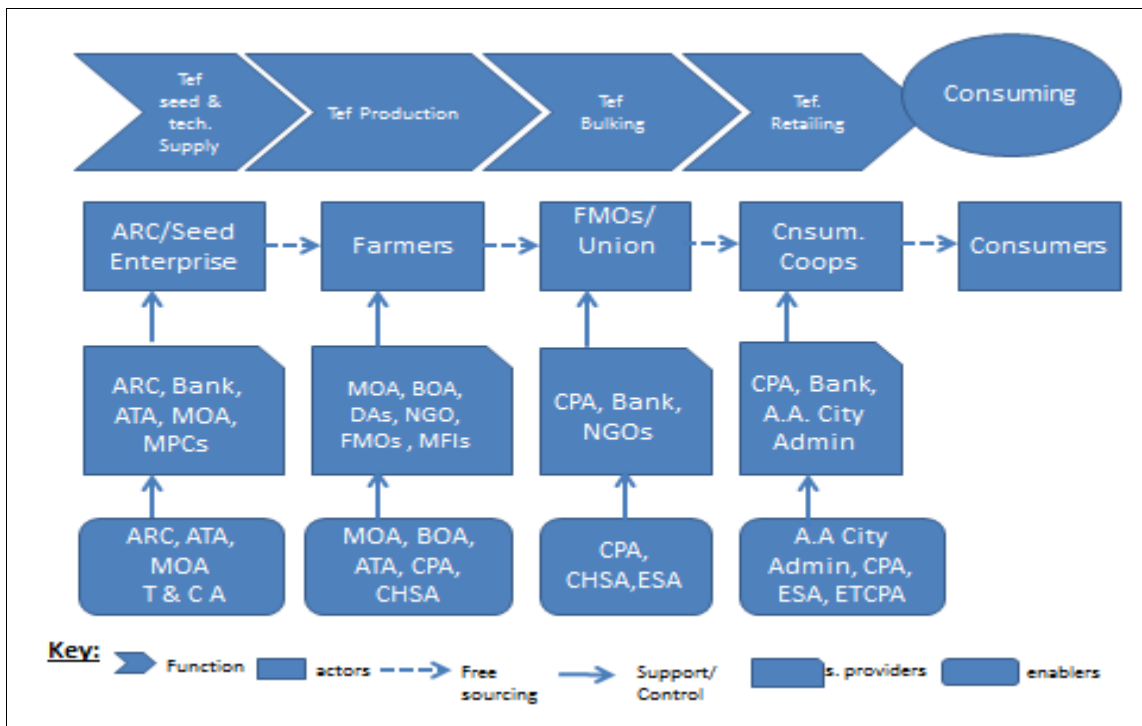 Tef
seed &
tech.
Supply
Tef Production
Tef
Bulking
Tef.
Retailing
Consuming
ARC/Seed
Enterprise
Farmers
FMOs/
Union
Cnsum.
Coops
Consumers
ARC, Bank,
ATA, MOA,
MPCs
MOA, BOA,
DAs, NGO,
FMOs , MFIs
CPA, Bank,
NGOs
CPA, Bank,
A.A. City
Admin
ARC, ATA,
MOA
T & C A
MOA, BOA,
ATA, CPA,
CHSA
CPA,
CHSA,ESA
A.A City
Admin, CPA,
ESA, ETCPA
Key:
Function
actors
Free
sourcing
Support/
Control
s. providers
enablers